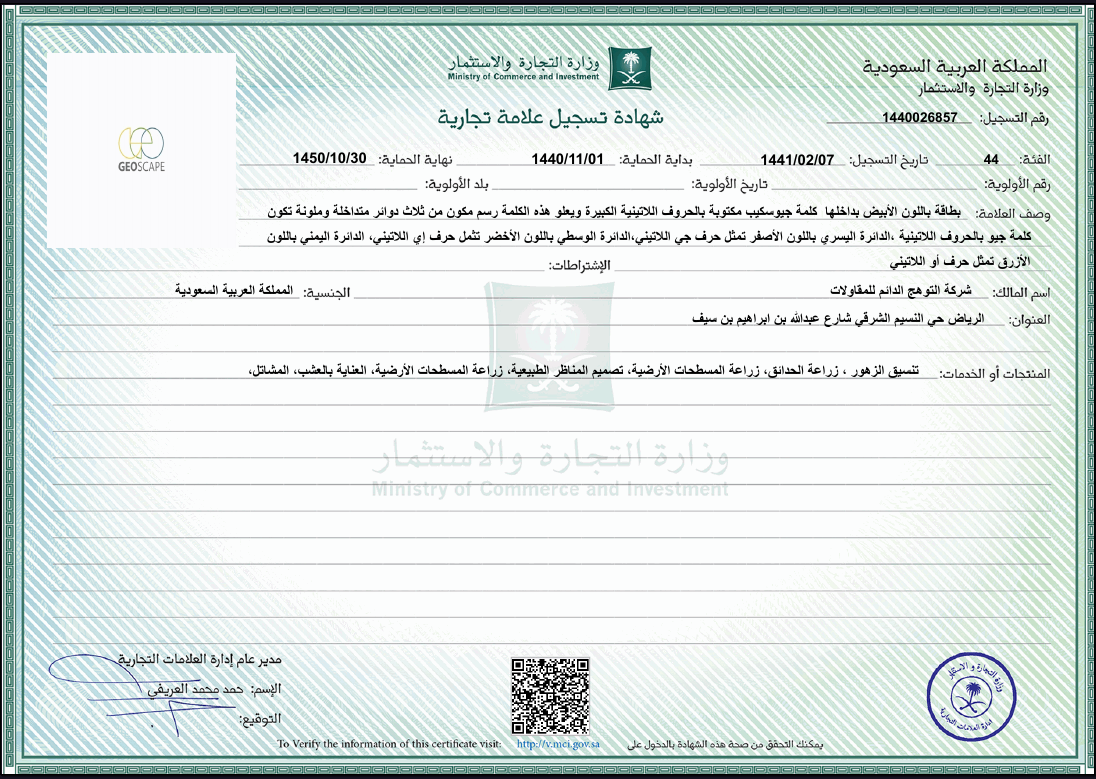 المملكة العربية السعودية
وزارة التجارة والاستثمار
وزارة التجارة والاستثمار
Ministry of Commerce and Investment
شهادة تسجيل علامة تجارية
رقم التسجيل: 1440026857
GEOSCAPE
الفئة: 44 تاريخ التسجيل: 1441/02/07 بداية الحماية: 1440/11/01 نهاية الحماية: 1450/10/30
رقم الأولوية: تاريخ الأولوية: بلد الأولوية:
وصف العلامة: بطاقة باللون الأبيض بداخلها كلمة جيوسكيب مكتوبة بالحروف اللاتينية الكبيرة ويعلو هذه الكلمة رسم مكون من ثلاث دوائر متداخلة وملونة تكون
كلمة جيو بالحروف اللاتينية ،الدائرة اليسري باللون الأصفر تمثل حرف جي اللاتيني،الدائرة الوسطي باللون الأخضر تثمل حرف إي اللاتيني، الدائرة اليمني باللون
الأزرق تمثل حرف أو اللاتيني
الإشتراطات:
اسم المالك: شركة التوهج الدائم للمقاولات الجنسية: المملكة العربية السعودية
العنوان: الرياض حي النسيم الشرقي شارع عبدالله بن ابراهيم بن سيف
المنتجات أو الخدمات: تنسيق الزهور ، زراعة الحدائق، زراعة المسطحات الأرضية، تصميم المناظر الطبيعية، زراعة المسطحات الأرضية، العناية بالعشب، المشاتل،
وزارة التجارة والاستثمار
Ministry of Commerce and Investment
مدير عام إدارة العلامات التجارية
الإسم: حمد محمد العريفي
التوقيع:
وزارة التجارة و الاستثمار
إدارة العلامات التجارية
يمكنك التحقق من صحة هذه الشهادة بالدخول على http://v.mci.gov.sa To Verify the information of this certificate visit: